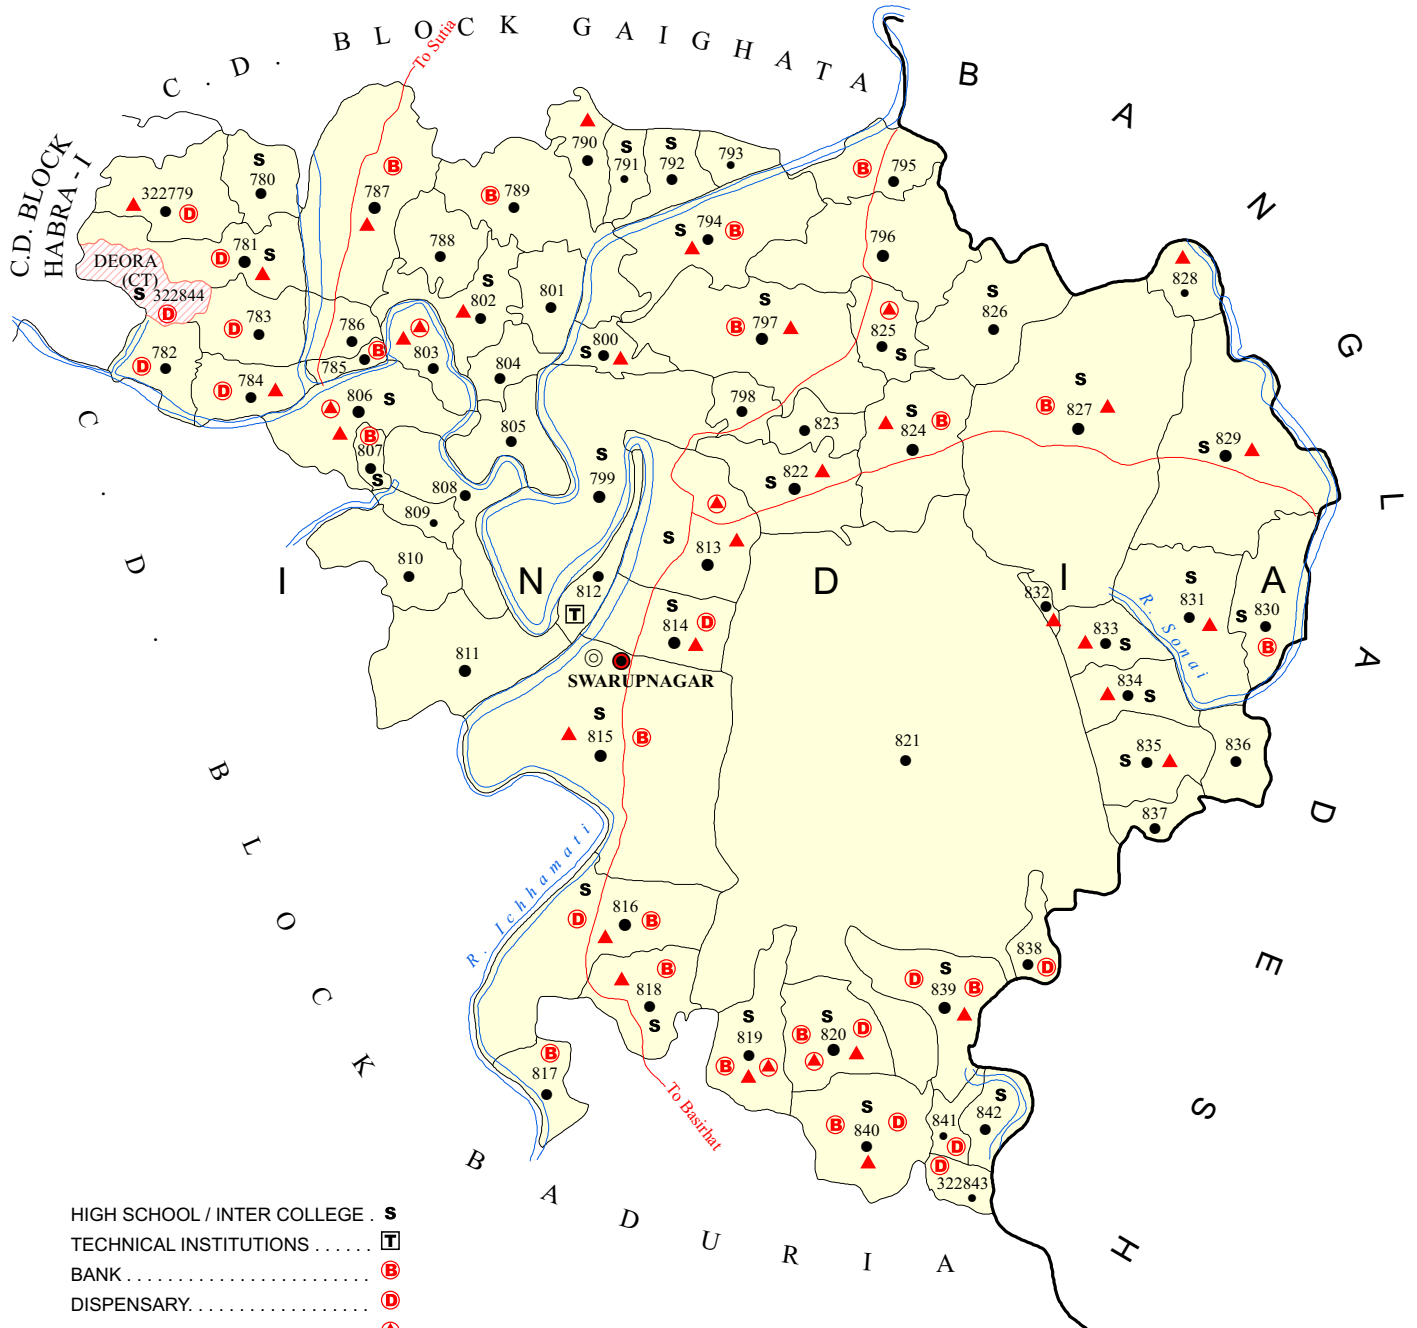 C.D. BLOCK GAIGHATA
To Sutia
BANGLADESH
C.D. BLOCK
HABRA - I
322779
D
S
780
B
787
B
789
790
S
791
S
792
793
B
795
D
781
S
788
S
794
B
796
828
DEORA
(CT)
S
322844
D
D
783
786
785
B
803
S
802
801
S
800
S
B
797
825
S
S
826
D
782
D
784
806
S
B
807
S
804
805
798
823
S
824
B
S
B
827
S
829
808
809
S
799
S
822
810
S
813
INDIA
812
T
S
814
D
832
833
S
S
831
S
830
B
R. Sonai
811
SWARUPNAGAR
834
S
S
815
B
821
S
835
836
837
R. Ichhamati
S
D
816
B
838
D
B
818
S
S
819
B
S
820
B
D
D
S
839
B
B
817
To Basirhat
S
840
B
D
841
D
S
842
D
322843
C.D. BLOCK BADURIA
HIGH SCHOOL / INTER COLLEGE . S
TECHNICAL INSTITUTIONS . . . . . . T
BANK . . . . . . . . . . . . . . . . . . . . . . . . B
DISPENSARY. . . . . . . . . . . . . . . . . . D